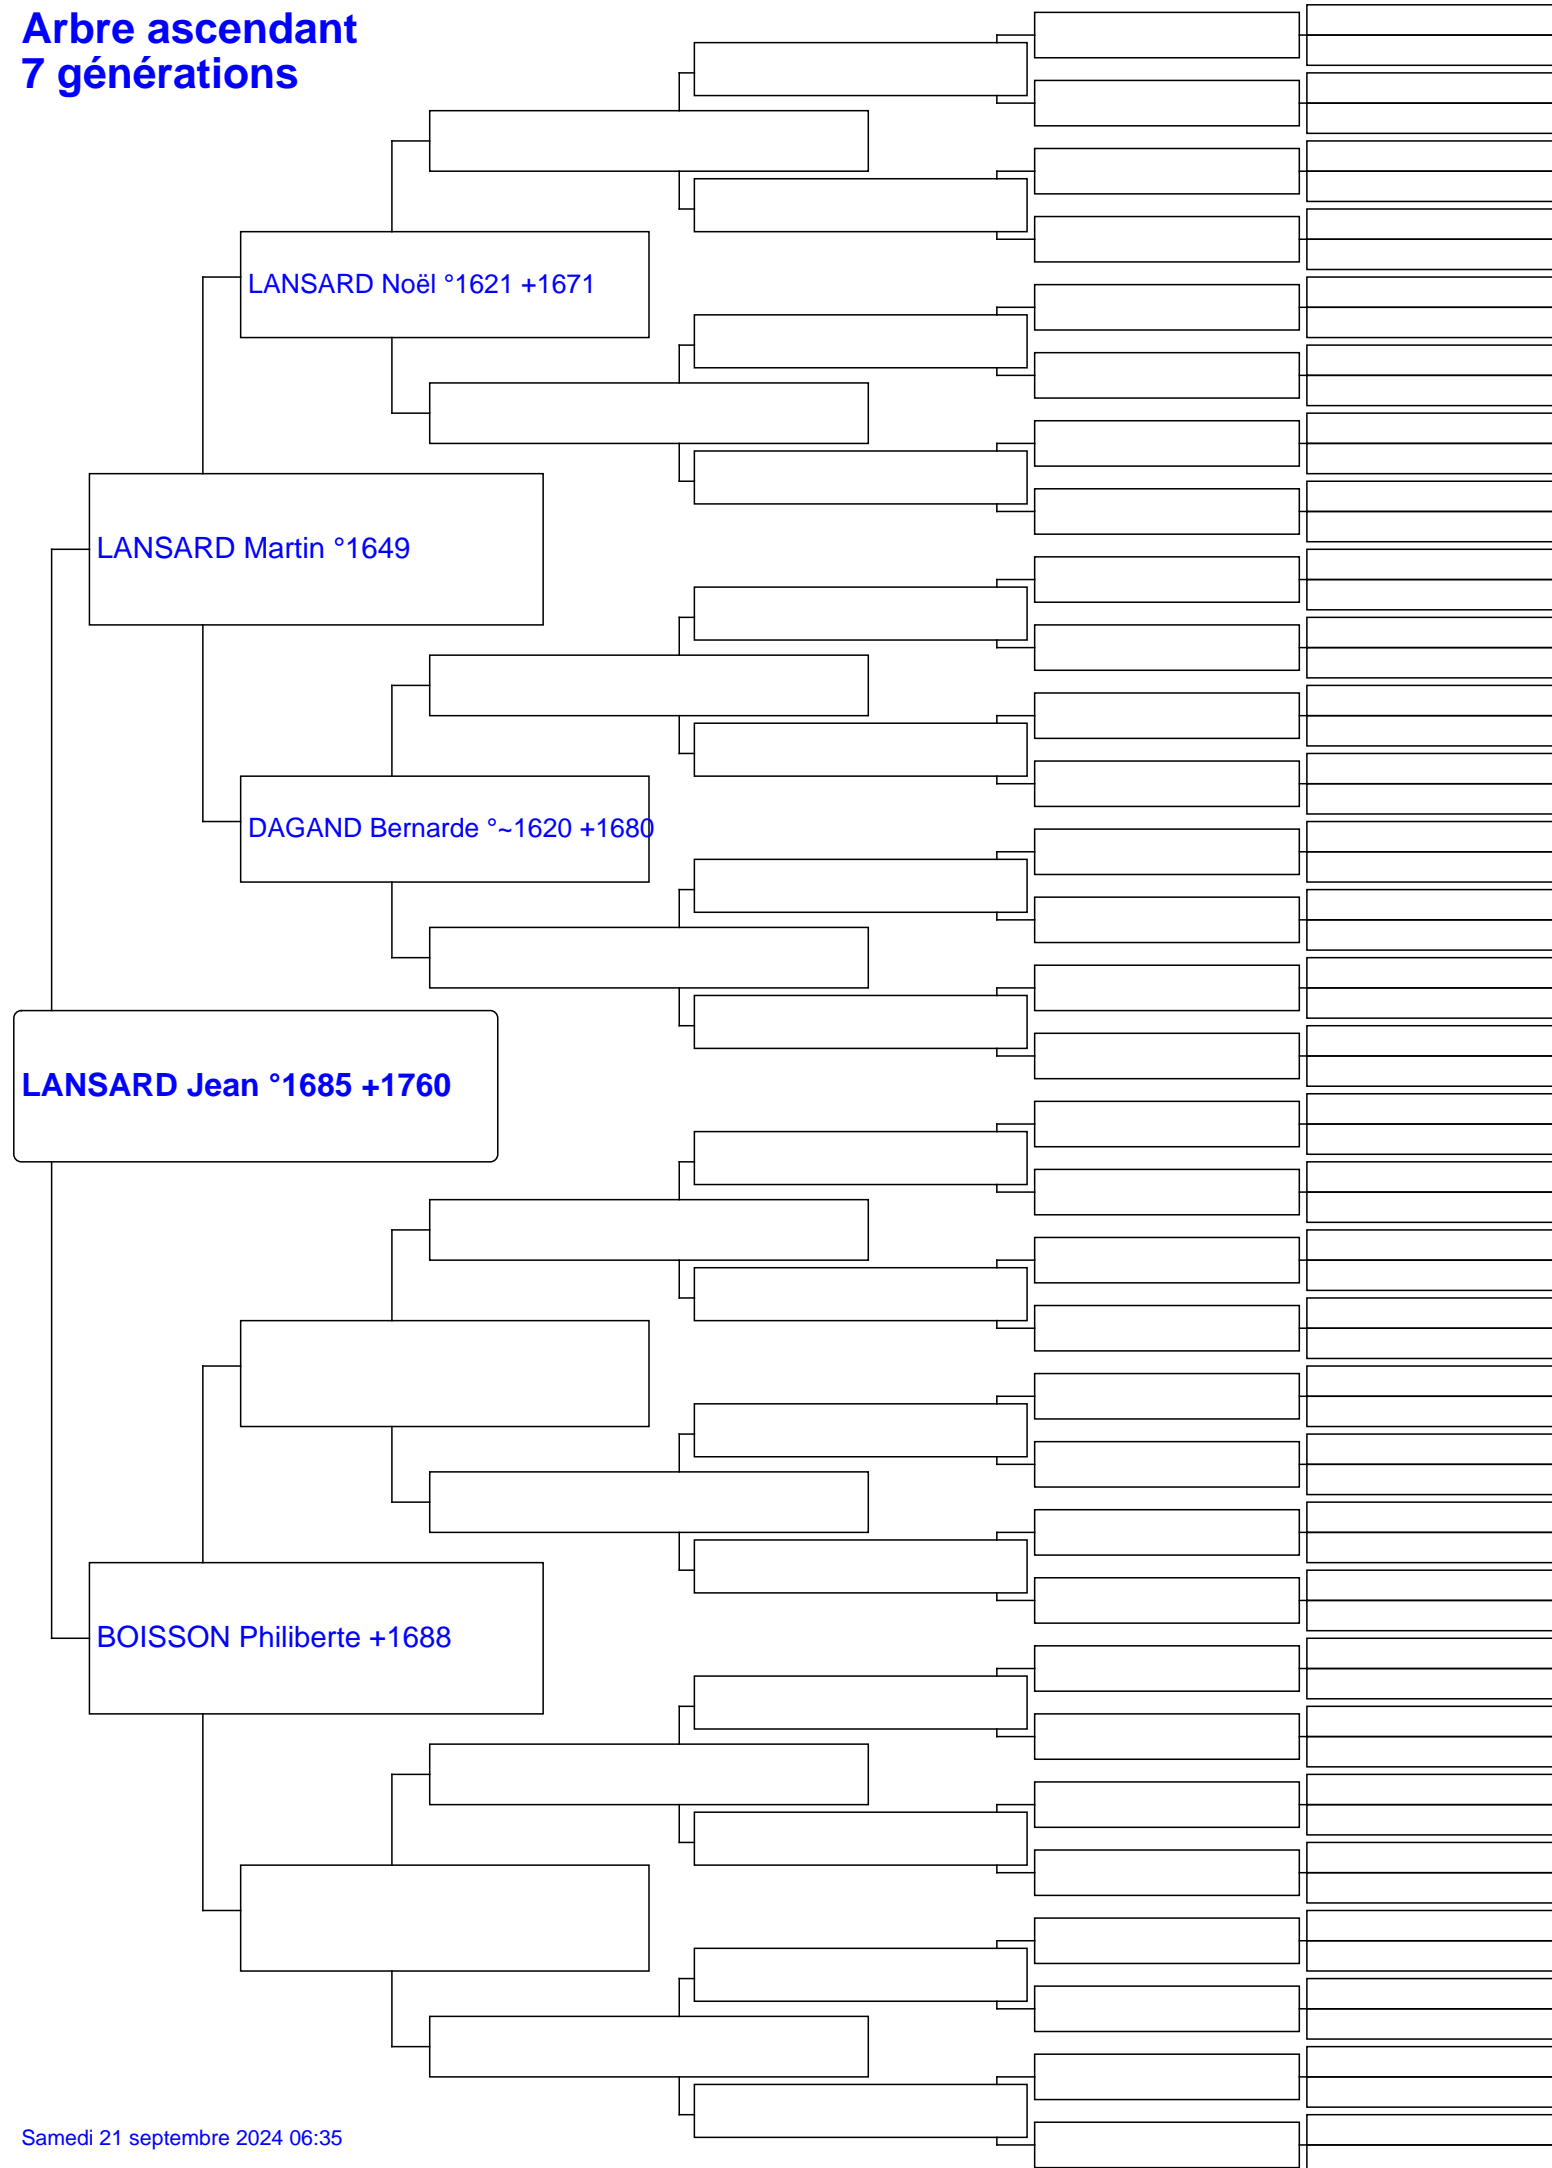 Arbre ascendant
7 générations
LANSARD Noël °1621 +1671
LANSARD Martin °1649
DAGAND Bernarde °~1620 +1680
LANSARD Jean °1685 +1760
BOISSON Philiberte +1688
Samedi 21 septembre 2024 06:35